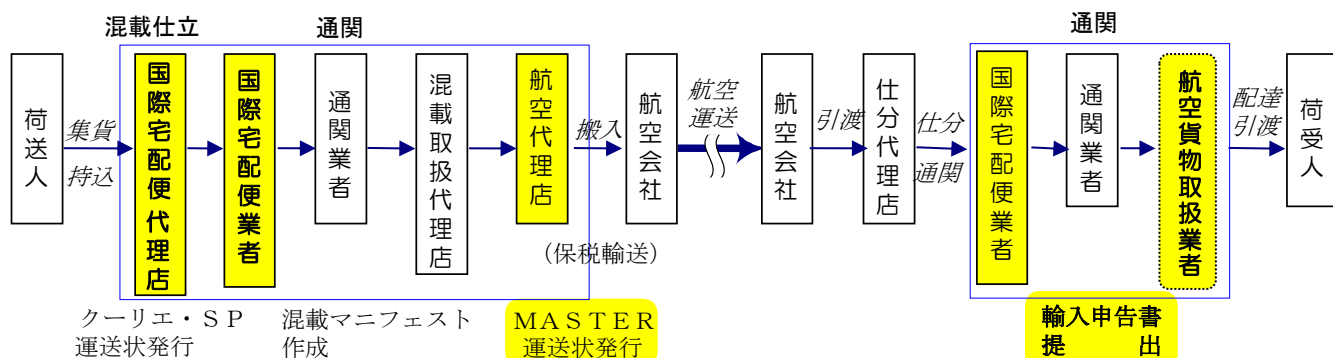 混載仕立
通関
通関
荷送人
集貨
持込
国際宅配便代理店
国際宅配便業者
通関業者
混載取扱代理店
航空代理店
搬入
航空会社
航空
運送
航空会社
引渡
仕分代理店
仕分
通関
国際宅配便業者
通関業者
航空貨物取扱業者
配達
引渡
荷受人
(保税輸送)
クーリエ・SP
運送状発行
混載マニフェスト
作成
MASTER
運送状発行
輸入申告書
提 出